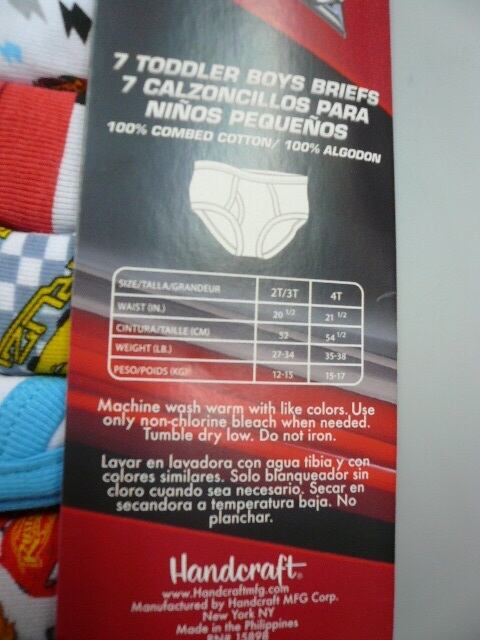 7 TODDLER BOYS BRIEFS
7 CALZONCILLOS PARA
NIÑOS PEQUEÑOS
100% COMBED COTTON/ 100% ALGODON
SIZE/TALLA/GRANDEUR 2T/3T 4T
WAIST (IN.) 20 1/2 21 1/2
CINTURA/TAILLE (CM) 52 54 1/2
WEIGHT (LB.) 27-34 35-38
PESO/POIDS (KG) 12-15 15-17
Machine wash warm with like colors. Use
only non-chlorine bleach when needed.
Tumble dry low. Do not iron.
Lavar en lavadora con agua tibia y con
colores similares. Solo blanqueador sin
cloro cuando sea necesario. Secar en
secandora a temperatura baja. No
planchar.
Handcraft
www.Handcraftmfg.com
Manufactured by Handcraft MFG Corp.
New York NY
Made in the Philippines
RN# 15898